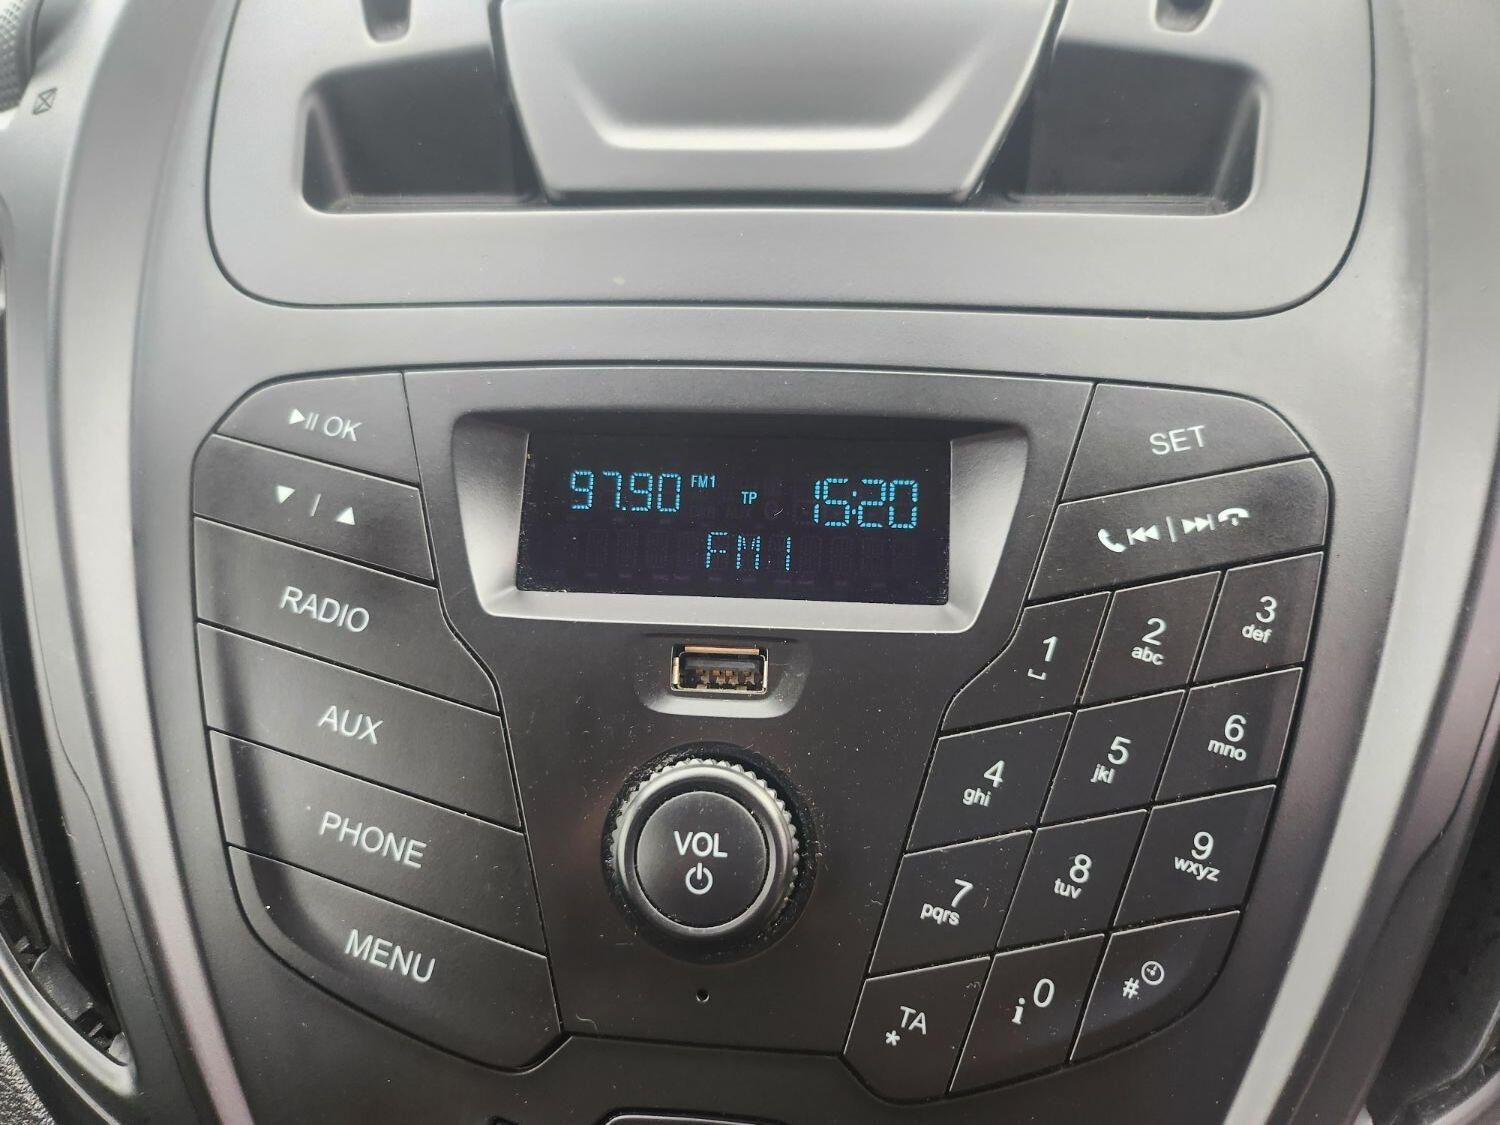 OK
SET
97.90 FM1 TP 15:20
FM1
RADIO
AUX
PHONE
MENU
VOL
1
2
abc
3
def
4
ghi
5
jkl
6
mno
7
pqrs
8
tuv
9
wxyz
* TA
i 0
#